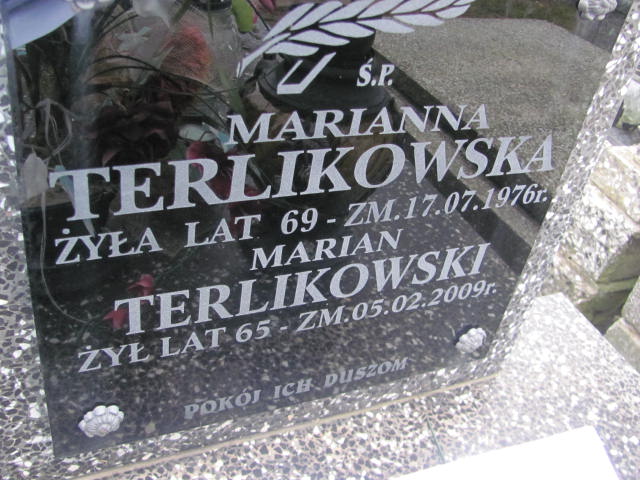 Ś.P.
MARIANNA
TERLIKOWSKA
ŻYŁA LAT 69 - ZM.17.07.1976r.
MARIAN
TERLIKOWSKI
ŻYŁ LAT 65 - ZM.05.02.2009r.
POKÓJ ICH DUSZOM